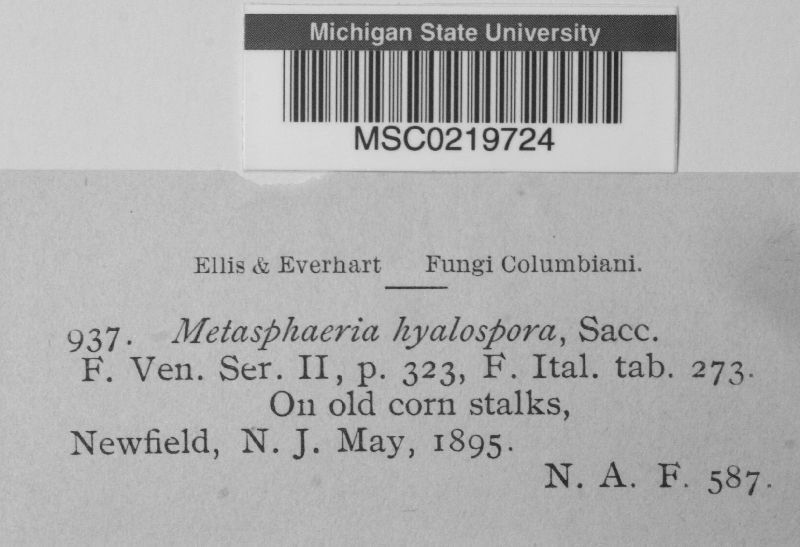 Michigan State University
MSC0219724
Ellis & Everhart Fungi Columbiani.
937. Metasphaeria hyalospora, Sacc.
F. Ven. Ser. II, p. 323, F. Ital. tab. 273.
On old corn stalks,
Newfield, N. J. May, 1895.
N. A. F. 587.